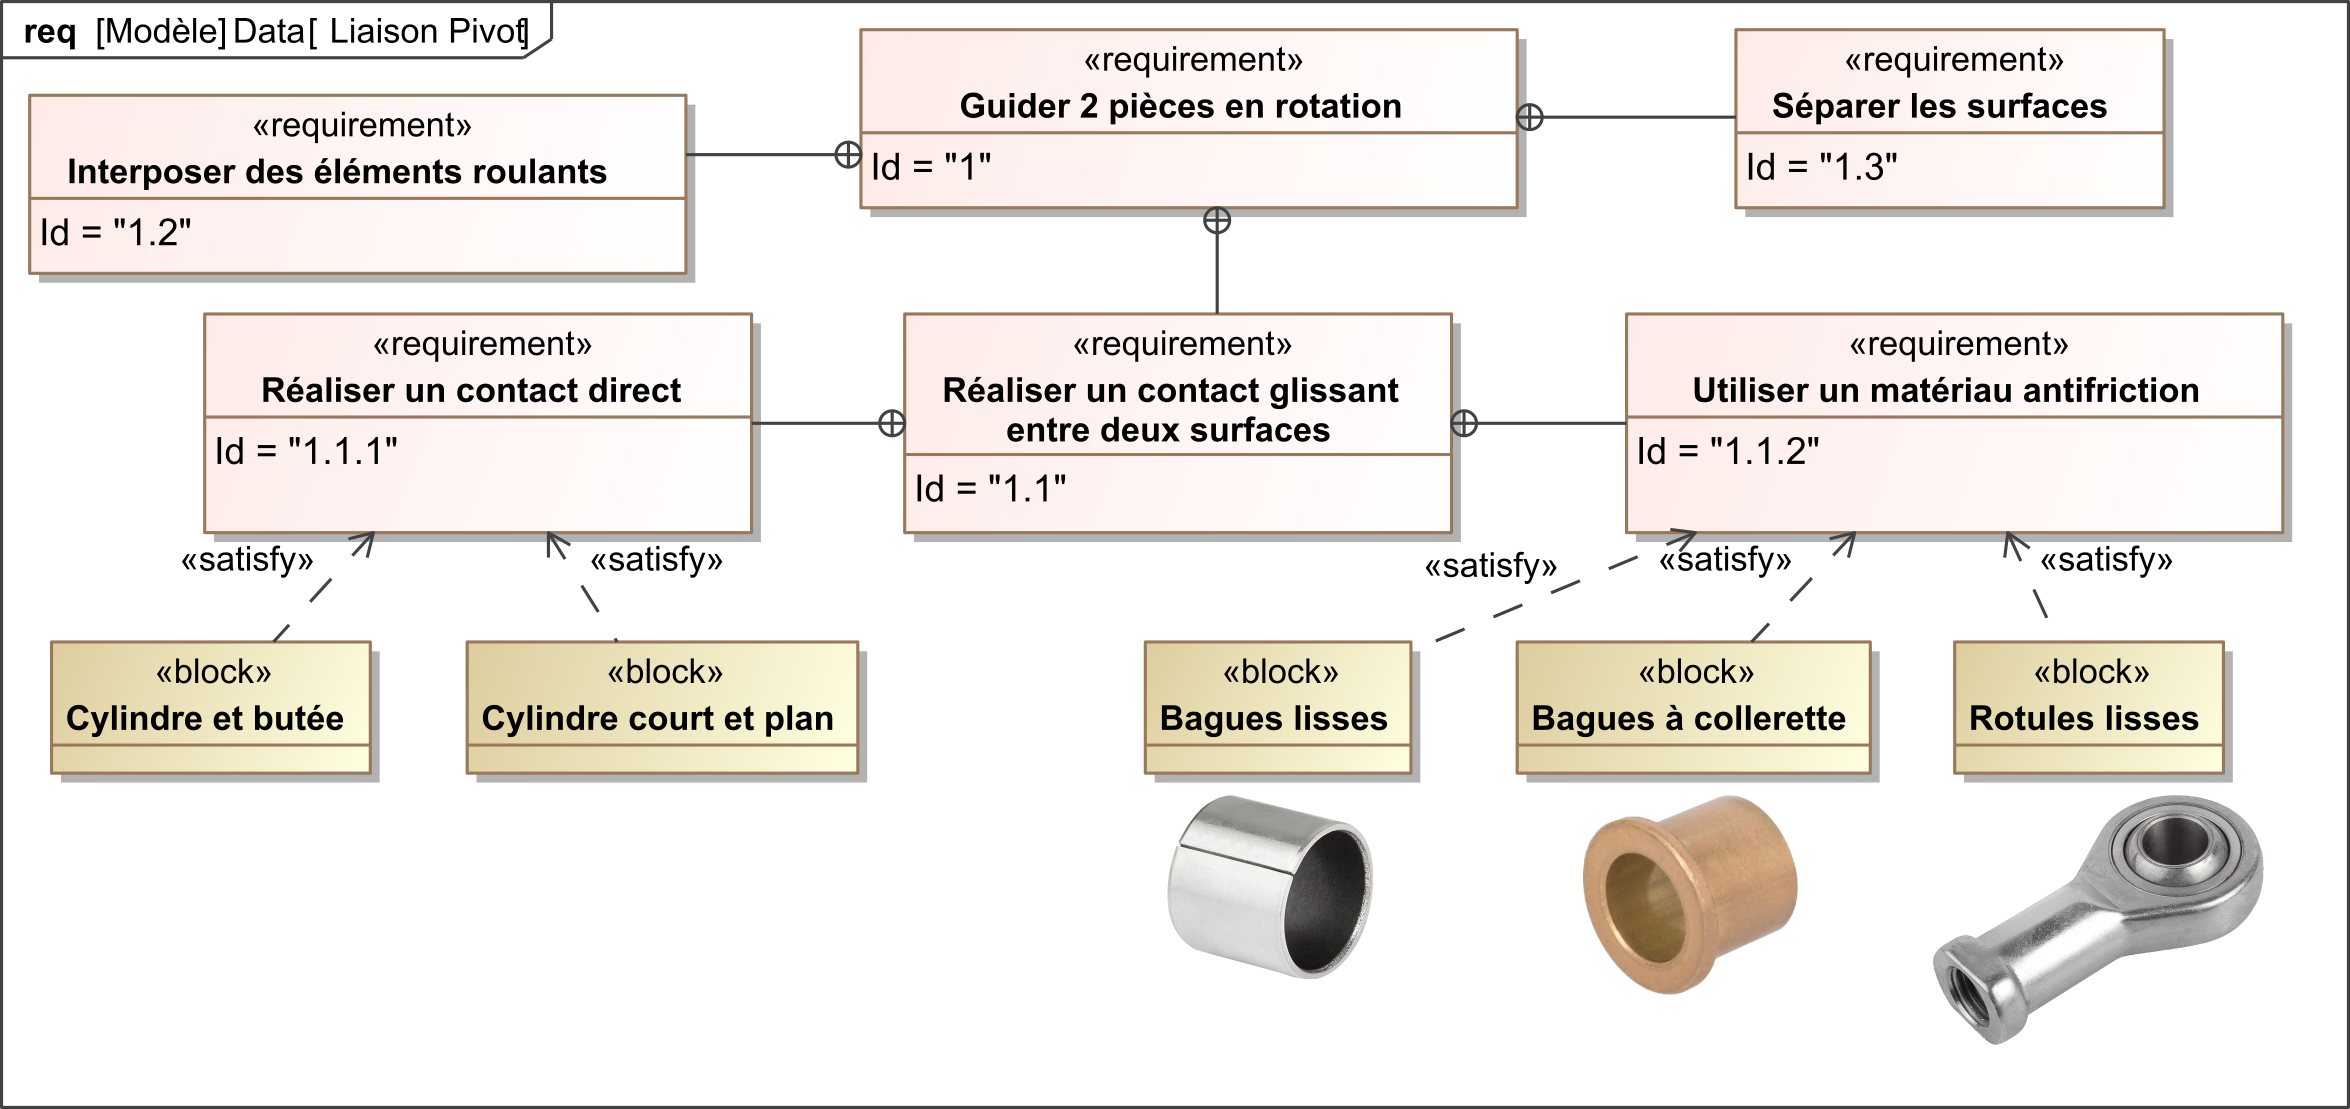 req [Modèle] Data[ Liaison Pivot]
«requirement»
Guider 2 pièces en rotation
Id = "1"
«requirement»
Séparer les surfaces
Id = "1.3"
«requirement»
Interposer des éléments roulants
Id = "1.2"
«requirement»
Réaliser un contact direct
Id = "1.1.1"
«requirement»
Réaliser un contact glissant
entre deux surfaces
Id = "1.1"
«requirement»
Utiliser un matériau antifriction
Id = "1.1.2"
«satisfy»
«satisfy»
«satisfy»
«satisfy»
«satisfy»
«block»
Cylindre et butée
«block»
Cylindre court et plan
«block»
Bagues lisses
«block»
Bagues à collerette
«block»
Rotules lisses